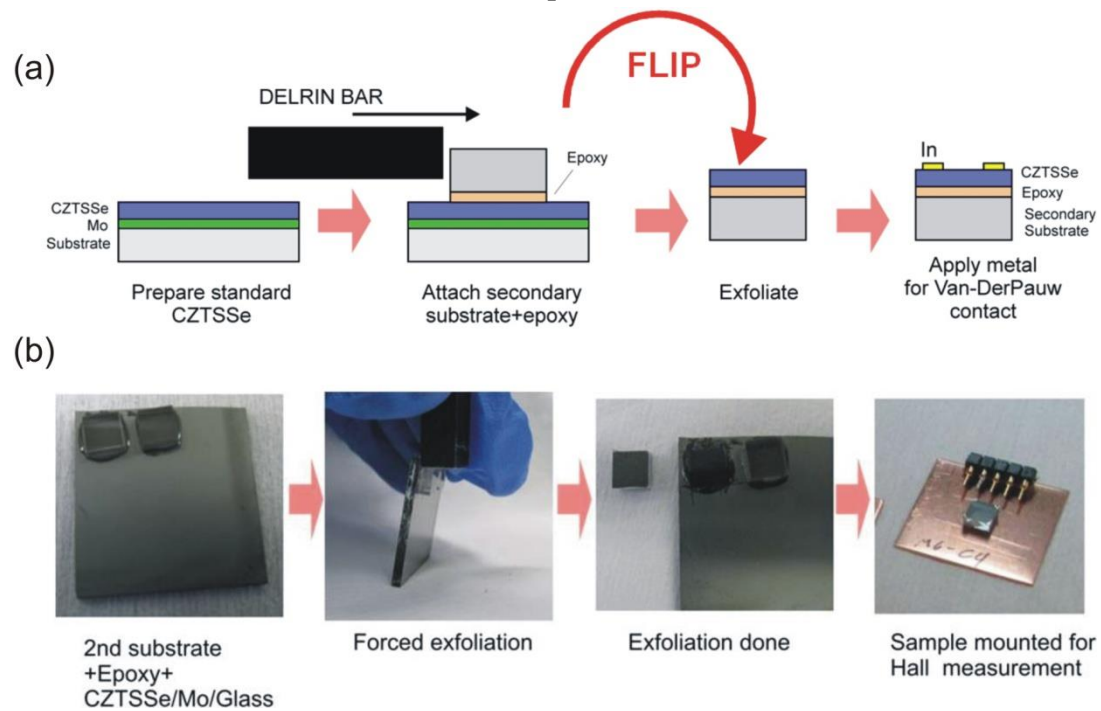 (a)
FLIP
DELRIN BAR
Epoxy
In
CZTSSe
Mo
Substrate
CZTSSe
Epoxy
Secondary
Substrate
Prepare standard
CZTSSe
Attach secondary
substrate+epoxy
Exfoliate
Apply metal
for Van-DerPauw
contact
(b)
M6-C4
2nd substrate
+Epoxy+
CZTSSe/Mo/Glass
Forced exfoliation
Exfoliation done
Sample mounted for
Hall measurement